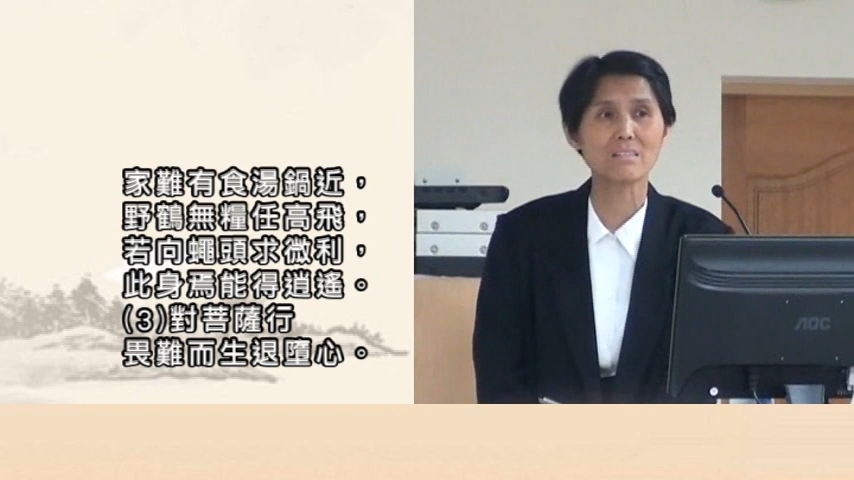 家難有食湯鍋近，
野鶴無糧任高飛，
若向蠅頭求微利，
此身焉能得逍遙。
(3)對菩薩行
畏難而生退墮心。
AOC